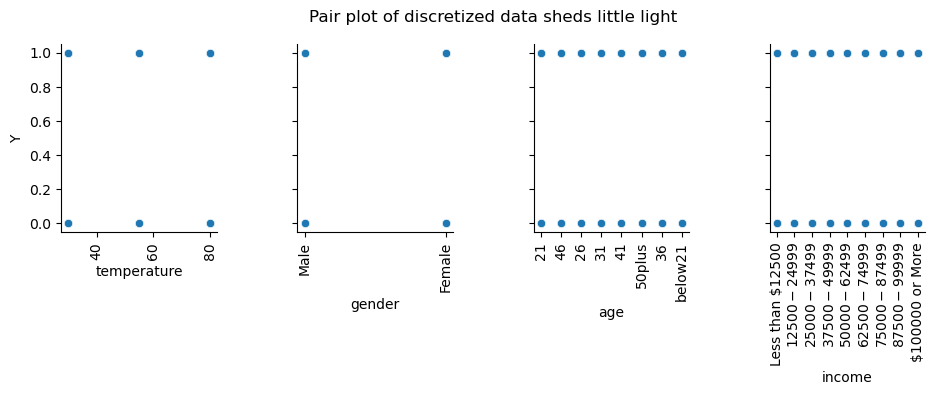 Pair plot of discretized data sheds little light
1.0
0.8
0.6
0.4
0.2
0.0
Y
40
60
80
temperature
Male
Female
gender
21
46
26
31
41
50plus
36
below21
age
Less than $12500
12500 − 24999
25000 − 37499
37500 − 49999
50000 − 62499
62500 − 74999
75000 − 87499
87500 − 99999
$100000 or More
income